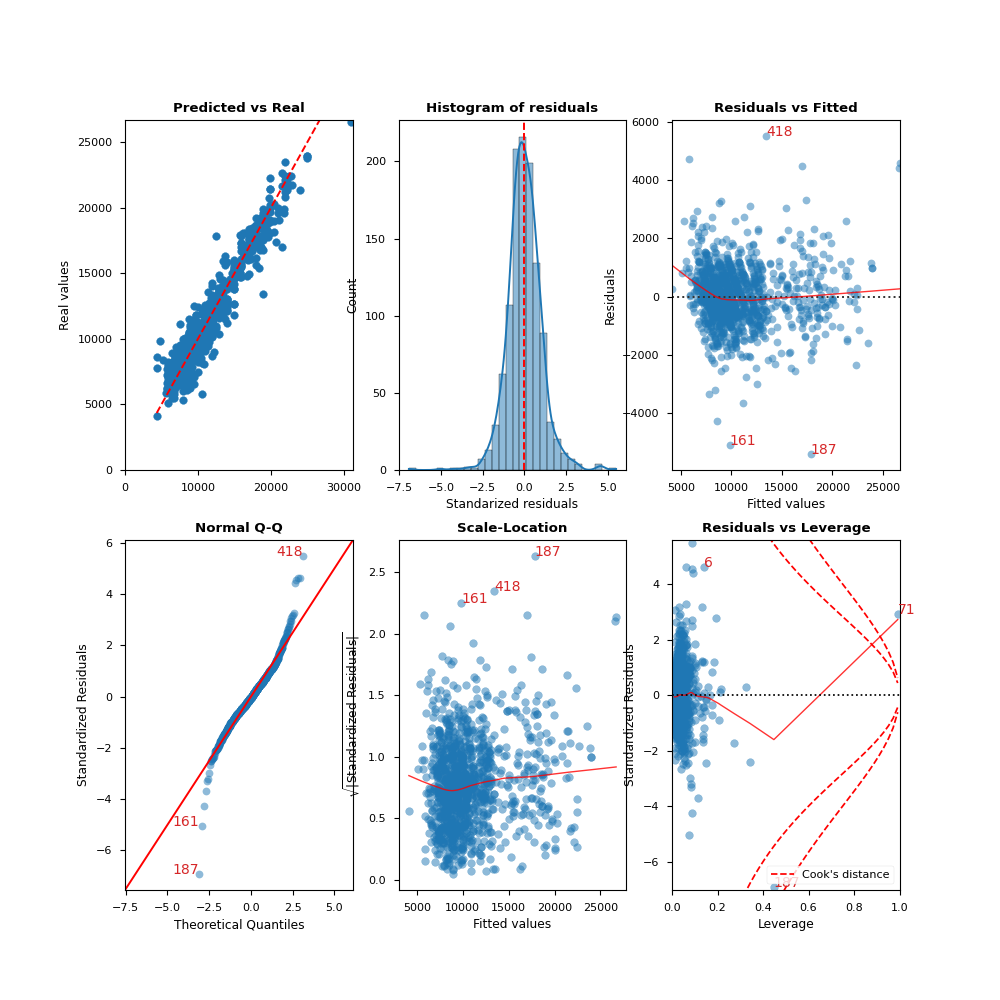 Predicted vs Real
Histogram of residuals
Residuals vs Fitted
25000
20000
15000
10000
5000
0
Real values
0 10000 20000 30000
200
150
100
50
0
Count
−7.5 −5.0 −2.5 0.0 2.5 5.0
Standarized residuals
6000
4000
2000
0
−2000
−4000
Residuals
418
161
187
5000 10000 15000 20000 25000
Fitted values
Normal Q-Q
Scale-Location
Residuals vs Leverage
6
4
2
0
−2
−4
−6
Standardized Residuals
418
161
187
−7.5 −5.0 −2.5 0.0 2.5 5.0
Theoretical Quantiles
2.5
2.0
1.5
1.0
0.5
0.0
√|Standardized Residuals|
187
418
161
5000 10000 15000 20000 25000
Fitted values
4
2
0
−2
−4
−6
Standardized Residuals
6
71
187
Cook's distance
0.0 0.2 0.4 0.6 0.8 1.0
Leverage